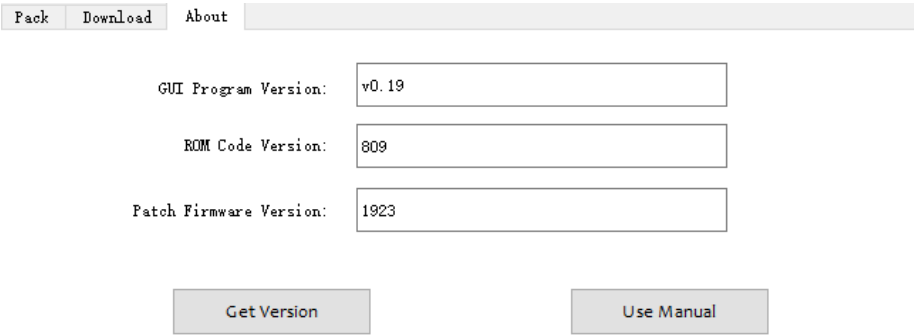 Pack Download About
GUI Program Version: v0.19
ROM Code Version: 809
Patch Firmware Version: 1923
Get Version Use Manual